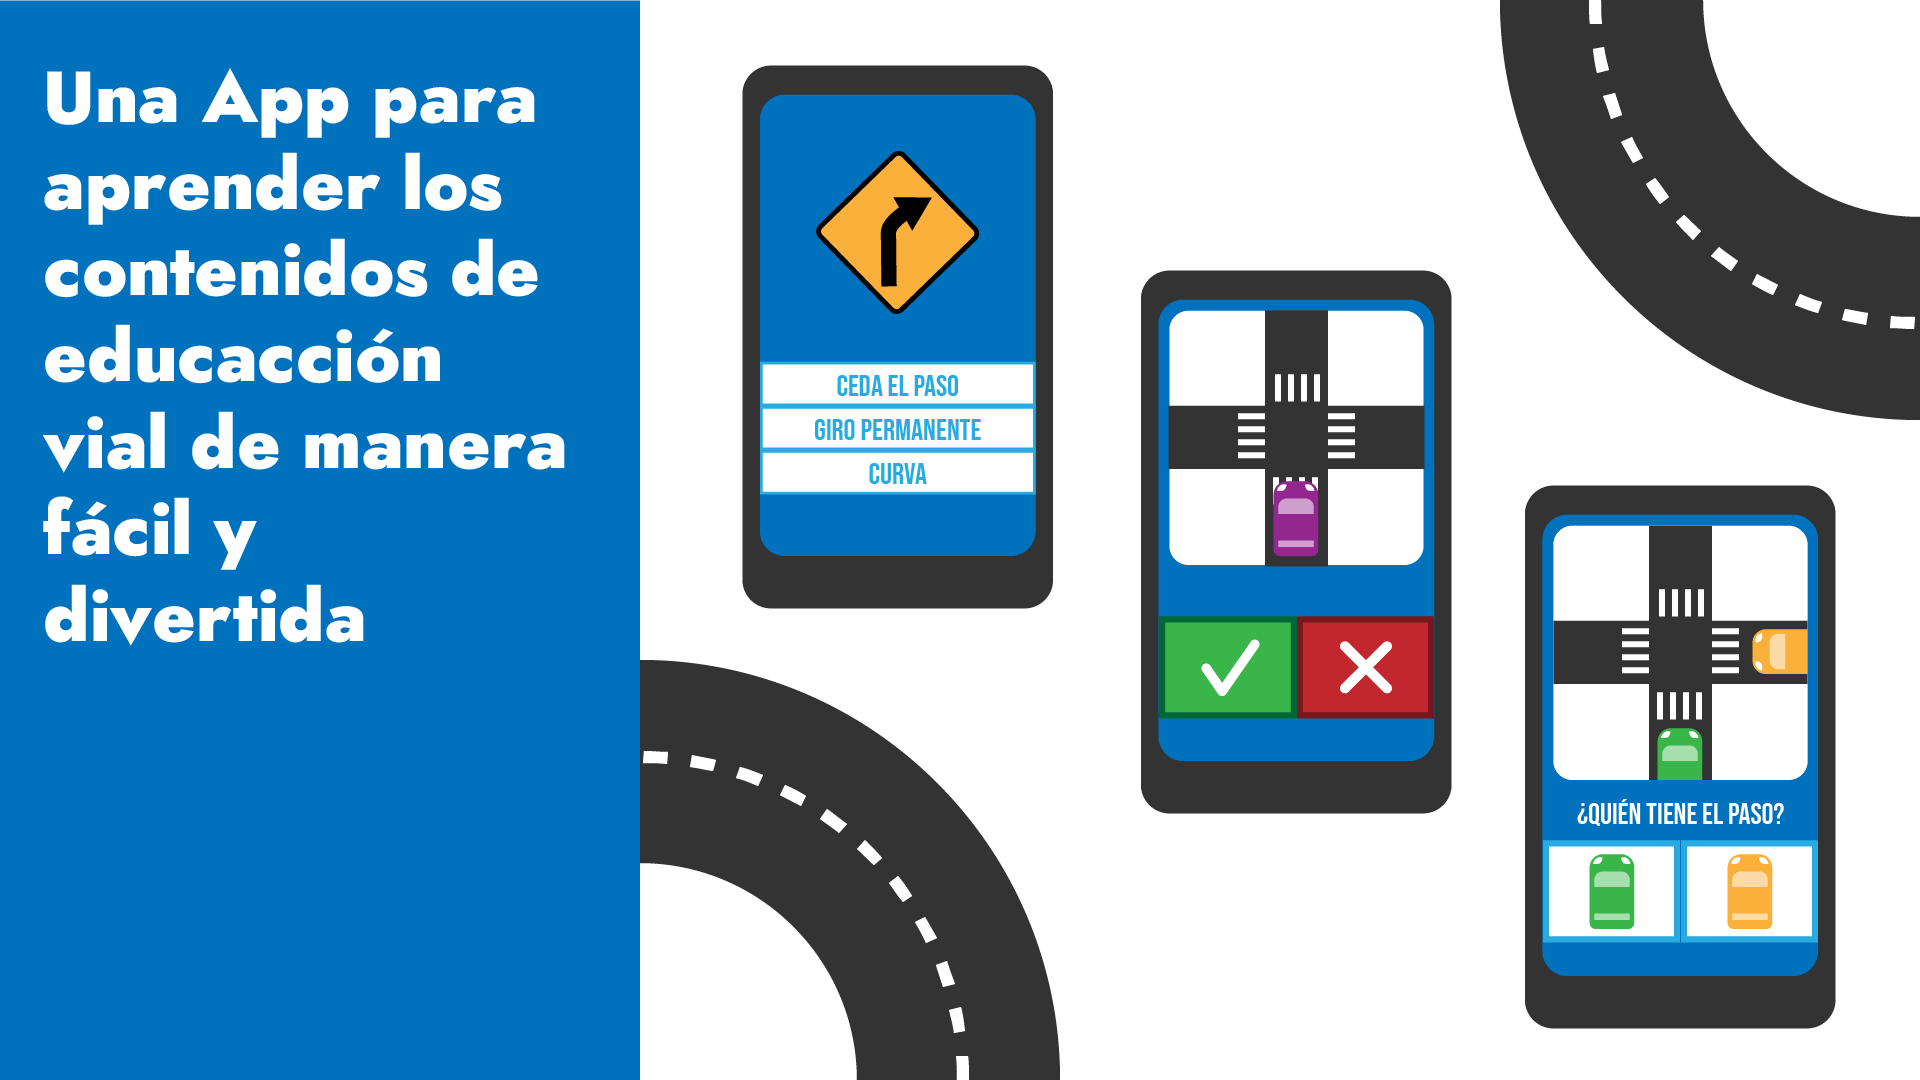 Una App para
aprender los
contenidos de
educacción
vial de manera
fácil y
divertida
CEDA EL PASO
GIRO PERMANENTE
CURVA
¿QUIÉN TIENE EL PASO?